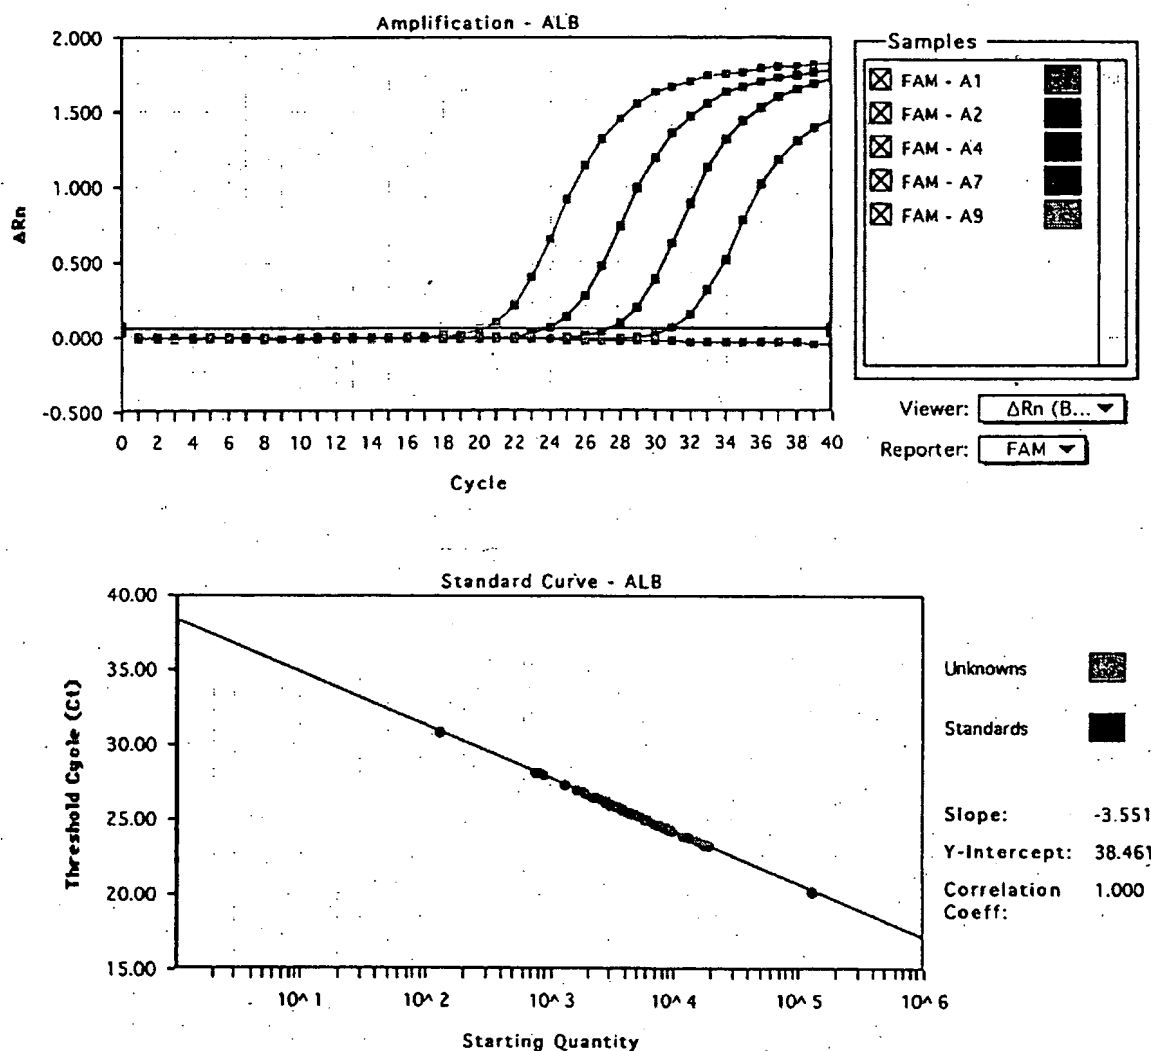 Amplification - ALB
2.000
1.500
1.000
0.500
0.000
-0.500
ΔRn
0 2 4 6 8 10 12 14 16 18 20 22 24 26 28 30 32 34 36 38 40
Cycle
Samples
FAM - A1
FAM - A2
FAM - A4
FAM - A7
FAM - A9
Viewer: ΔRn (B...
Reporter: FAM
Standard Curve - ALB
40.00
35.00
30.00
25.00
20.00
15.00
Threshold Cycle (Ct)
10^1 10^2 10^3 10^4 10^5 10^6
Starting Quantity
Unknowns
Standards
Slope: -3.551
Y-Intercept: 38.461
Correlation 1.000
Coeff: